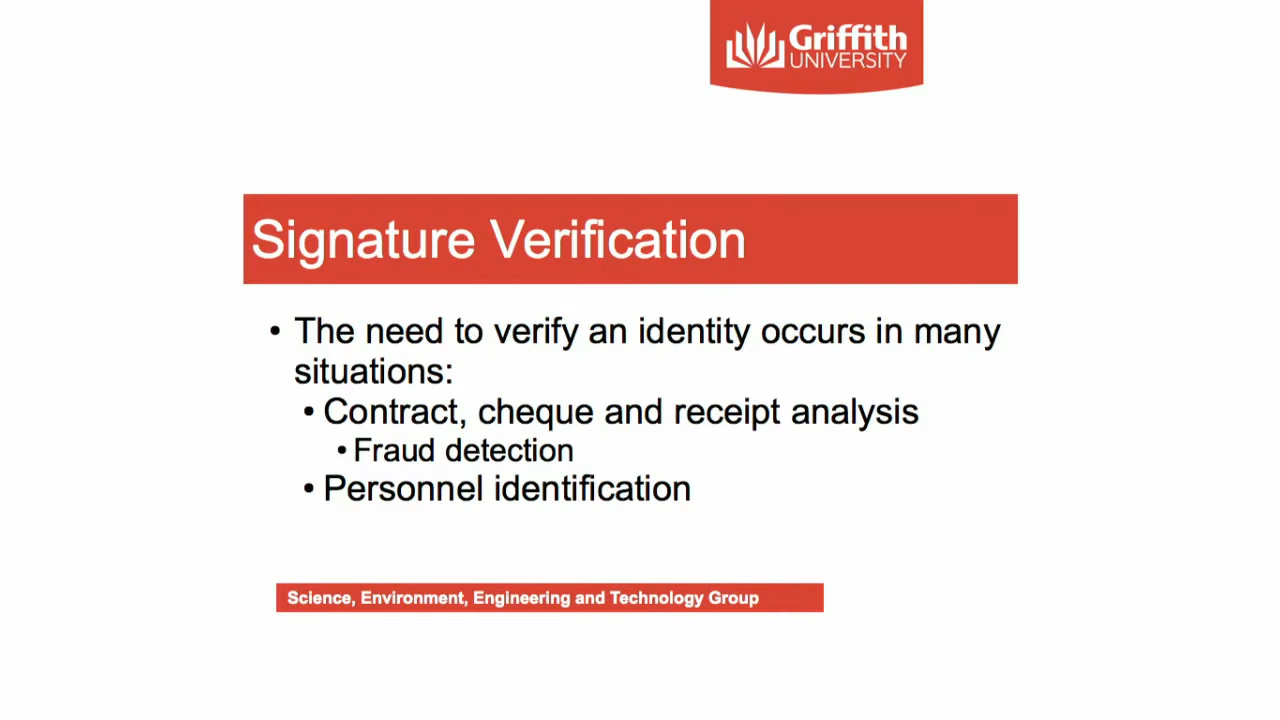 Griffith
UNIVERSITY
Signature Verification
• The need to verify an identity occurs in many
situations:
• Contract, cheque and receipt analysis
• Fraud detection
• Personnel identification
Science, Environment, Engineering and Technology Group